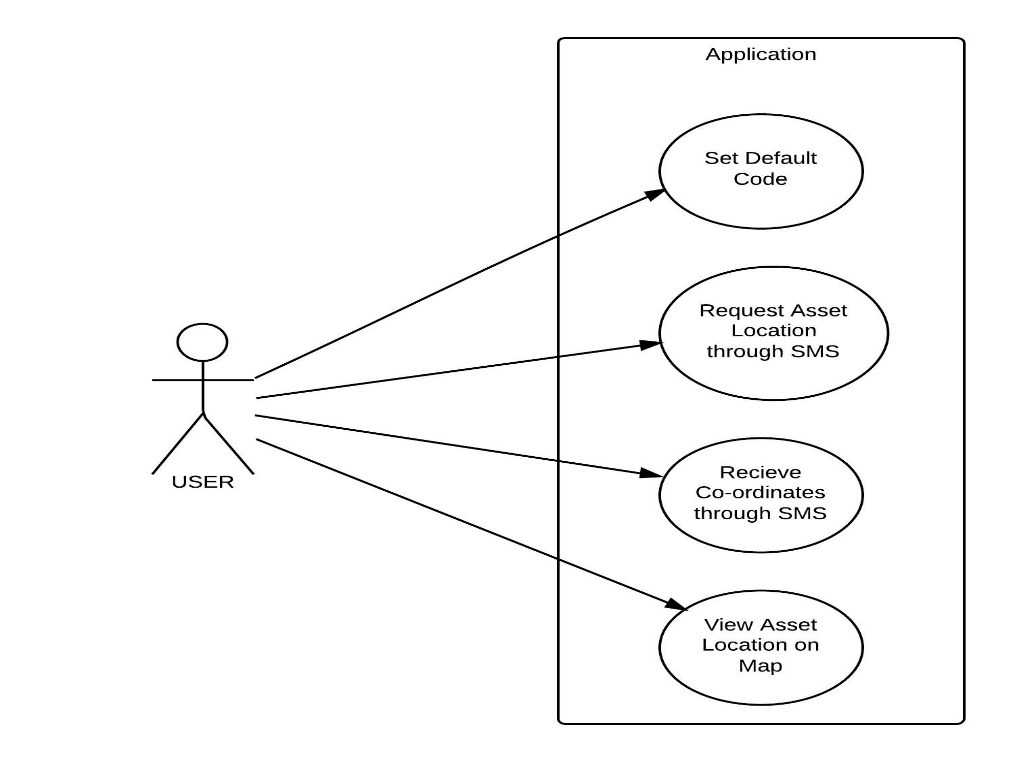 Application
Set Default
Code
Request Asset
Location
through SMS
USER
Recieve
Co-ordinates
through SMS
View Asset
Location on
Map